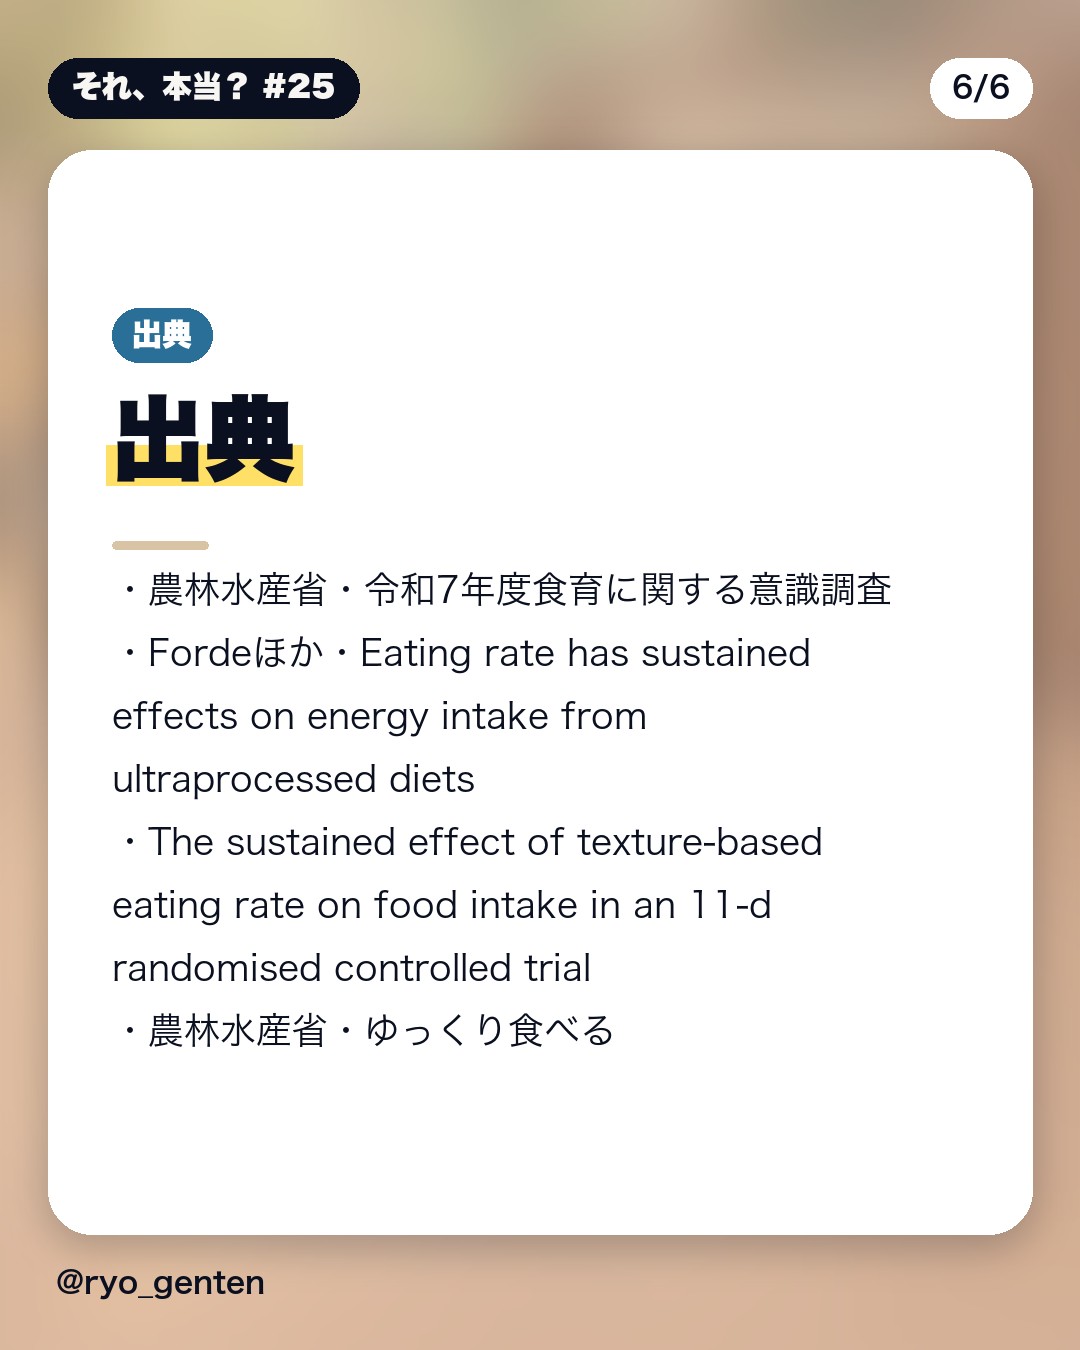 それ、本当？ #25
6/6
出典
出典
・農林水産省・令和7年度食育に関する意識調査
・Fordeほか・Eating rate has sustained
effects on energy intake from
ultraprocessed diets
・The sustained effect of texture-based
eating rate on food intake in an 11-d
randomised controlled trial
・農林水産省・ゆっくり食べる
@ryo_genten